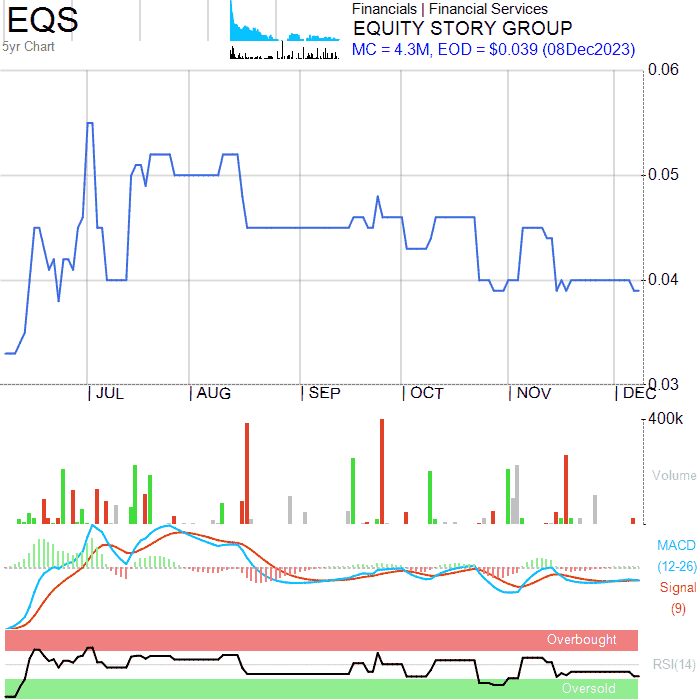 EQS
5yr Chart
Financials | Financial Services
EQUITY STORY GROUP
MC = 4.3M, EOD = $0.039 (08Dec2023)
0.06
0.05
0.04
0.03
JUL
AUG
SEP
OCT
NOV
DEC
400k
Volume
MACD
(12-26)
Signal
(9)
Overbought
RSI(14)
Oversold